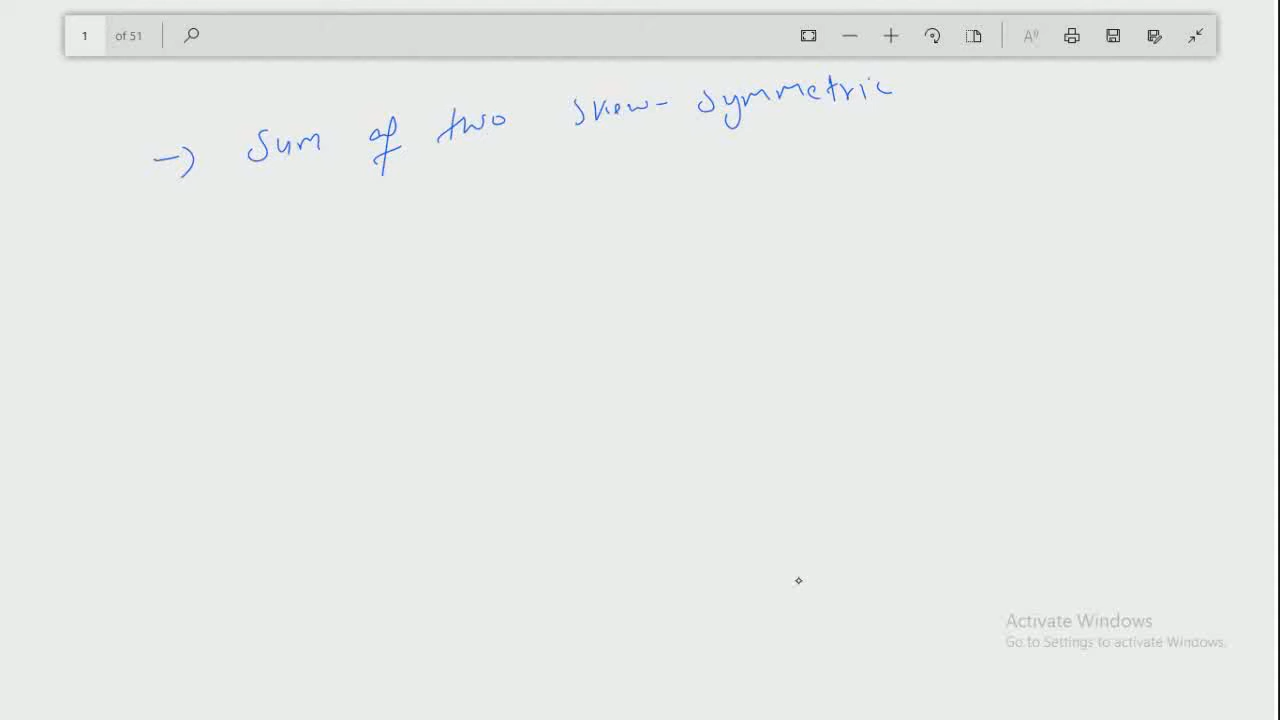 1 of 51
→ Sum of two skew-symmetric
Activate Windows
Go to Settings to activate Windows.